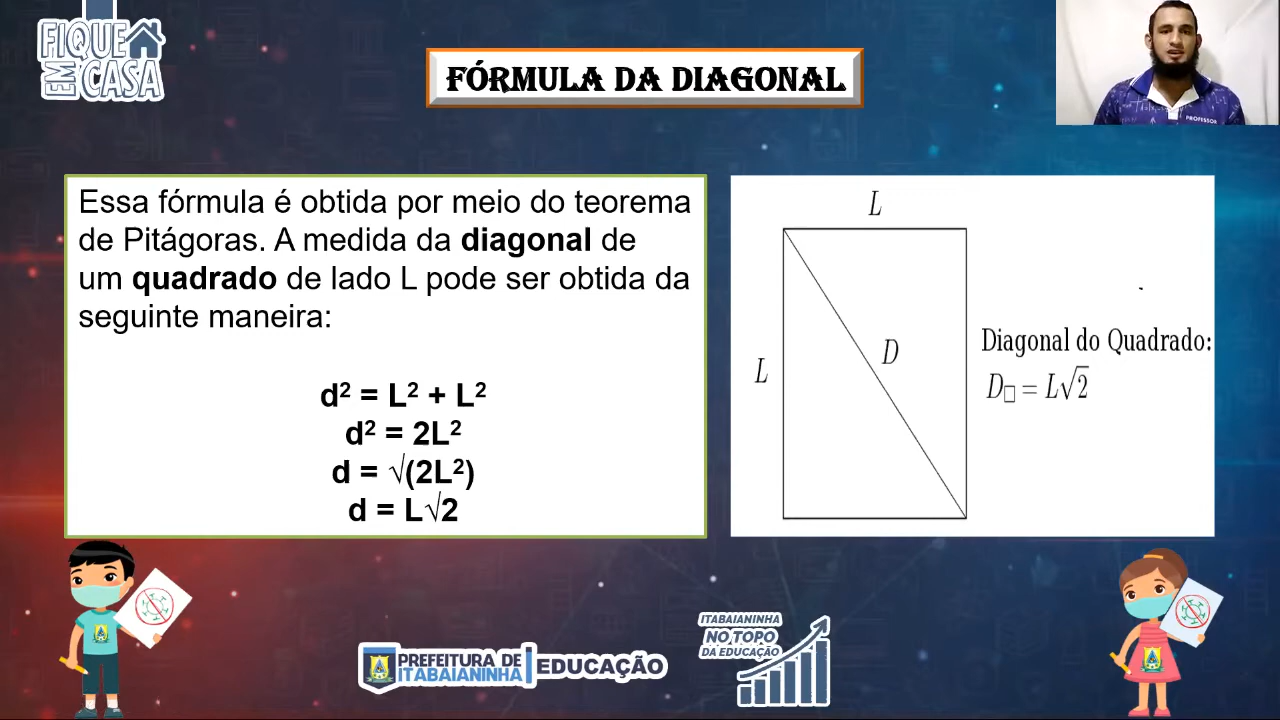 FIQUE
EM
CASA
FÓRMULA DA DIAGONAL
PROFESSOR
Essa fórmula é obtida por meio do teorema
de Pitágoras. A medida da diagonal de
um quadrado de lado L pode ser obtida da
seguinte maneira:
d² = L² + L²
d² = 2L²
d = √(2L²)
d = L√2
L
L
D
Diagonal do Quadrado:
D□ = L√2
PREFEITURA DE
ITABAIANINHA
EDUCAÇÃO
ITABAIANINHA
NO TOPO
DA EDUCAÇÃO